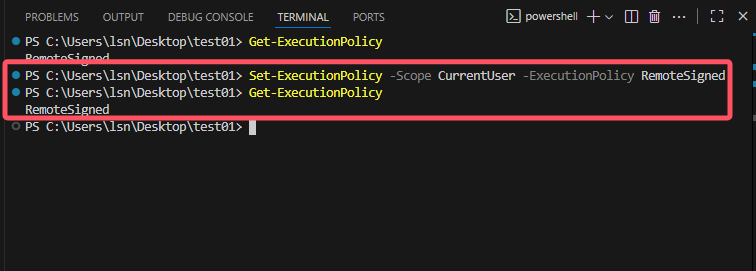 PROBLEMS OUTPUT DEBUG CONSOLE TERMINAL PORTS powershell
PS C:\Users\lsn\Desktop\test01> Get-ExecutionPolicy
RemoteSigned
PS C:\Users\lsn\Desktop\test01> Set-ExecutionPolicy -Scope CurrentUser -ExecutionPolicy RemoteSigned
PS C:\Users\lsn\Desktop\test01> Get-ExecutionPolicy
RemoteSigned
PS C:\Users\lsn\Desktop\test01>